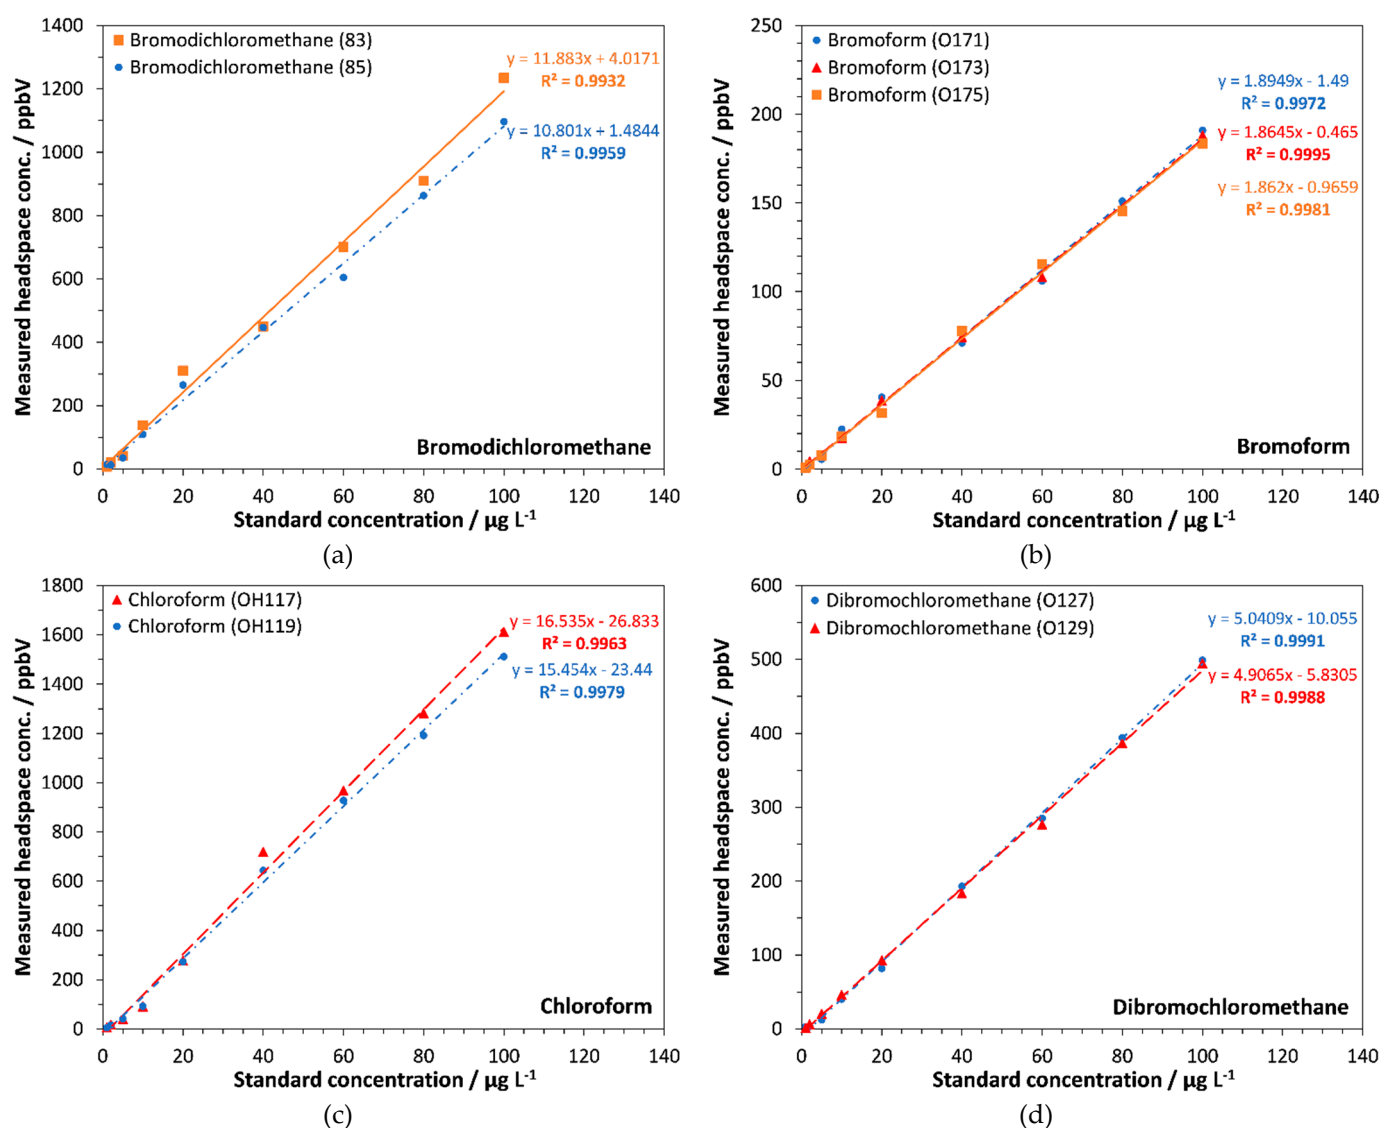 Measured headspace conc. / ppbV
1400
1200
1000
800
600
400
200
0
Bromodichloromethane (83)
Bromodichloromethane (85)
y = 11.883x + 4.0171
R² = 0.9932
y = 10.801x + 1.4844
R² = 0.9959
Bromodichloromethane
0 20 40 60 80 100 120 140
Standard concentration / µg L⁻¹
(a)
Measured headspace conc. / ppbV
250
200
150
100
50
0
Bromoform (O171)
Bromoform (O173)
Bromoform (O175)
y = 1.8949x - 1.49
R² = 0.9972
y = 1.8645x - 0.465
R² = 0.9995
y = 1.862x - 0.9659
R² = 0.9981
Bromoform
0 20 40 60 80 100 120 140
Standard concentration / µg L⁻¹
(b)
Measured headspace conc. / ppbV
1800
1600
1400
1200
1000
800
600
400
200
0
Chloroform (OH117)
Chloroform (OH119)
y = 16.535x - 26.833
R² = 0.9963
y = 15.454x - 23.44
R² = 0.9979
Chloroform
0 20 40 60 80 100 120 140
Standard concentration / µg L⁻¹
(c)
Measured headspace conc. / ppbV
600
500
400
300
200
100
0
Dibromochloromethane (O127)
Dibromochloromethane (O129)
y = 5.0409x - 10.055
R² = 0.9991
y = 4.9065x - 5.8305
R² = 0.9988
Dibromochloromethane
0 20 40 60 80 100 120 140
Standard concentration / µg L⁻¹
(d)